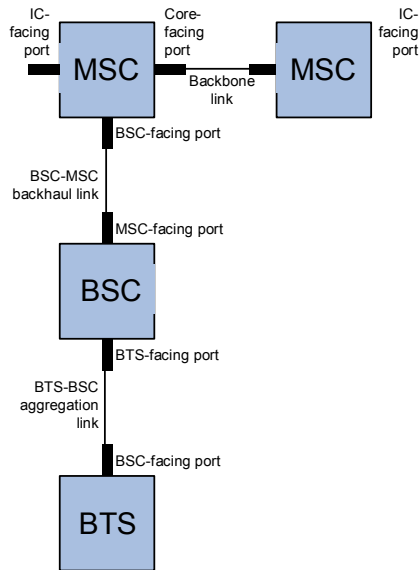 IC-
facing
port
Core-
facing
port
IC-
facing
port
MSC
MSC
Backbone
link
BSC-facing port
BSC-MSC
backhaul link
MSC-facing port
BSC
BTS-facing port
BTS-BSC
aggregation
link
BSC-facing port
BTS